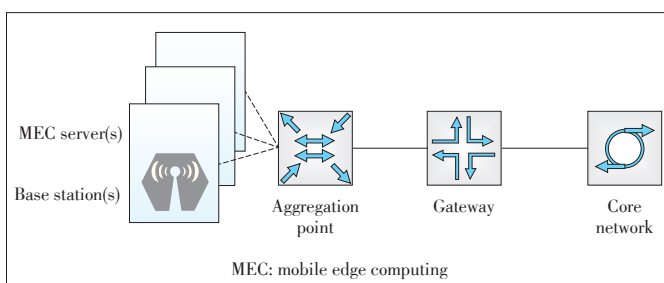 MEC server(s)
Base station(s)
Aggregation
point
Gateway
Core
network
MEC: mobile edge computing